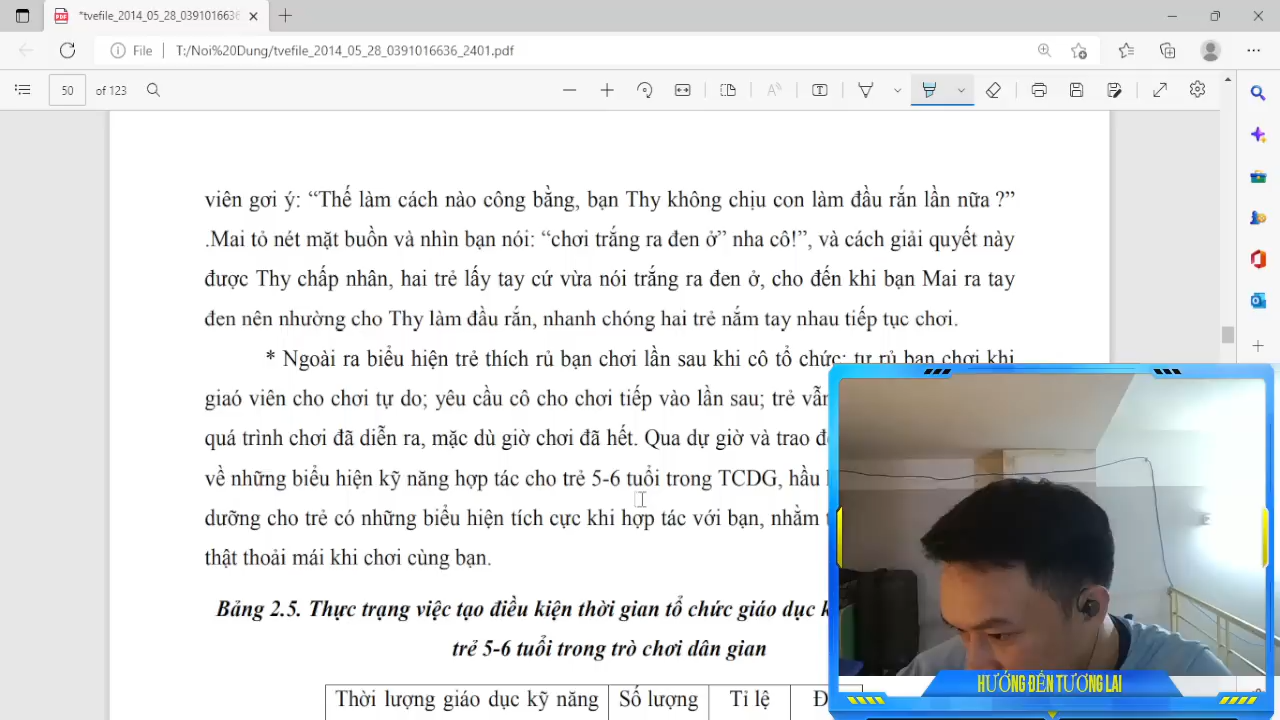 *tvefile_2014_05_28_0391016636
File T:/Noi%20Dung/tvefile_2014_05_28_0391016636_2401.pdf
50 of 123
viên gơi ý: “Thế làm cách nào công bằng, bạn Thy không chịu con làm đầu rắn lần nữa ?”
.Mai tỏ nét mặt buồn và nhìn bạn nói: “chơi trắng ra đen ở” nha cô!”, và cách giải quyết này
được Thy chấp nhân, hai trẻ lấy tay cứ vừa nói trắng ra đen ở, cho đến khi bạn Mai ra tay
đen nên nhường cho Thy làm đầu rắn, nhanh chóng hai trẻ nắm tay nhau tiếp tục chơi.
* Ngoài ra biểu hiện trẻ thích rủ bạn chơi lần sau khi cô tổ chức; tự rủ bạn chơi khi
giaó viên cho chơi tự do; yêu cầu cô cho chơi tiếp vào lần sau; trẻ vẫn
quá trình chơi đã diễn ra, mặc dù giờ chơi đã hết. Qua dự giờ và trao
về những biểu hiện kỹ năng hợp tác cho trẻ 5-6 tuổi trong TCDG, hầu
dưỡng cho trẻ có những biểu hiện tích cực khi hợp tác với bạn, nhằm
thật thoải mái khi chơi cùng bạn.
Bảng 2.5. Thực trạng việc tạo điều kiện thời gian tổ chức giáo dục
trẻ 5-6 tuổi trong trò chơi dân gian
Thời lượng giáo dục kỹ năng Số lượng Tỉ lệ
HƯỚNG ĐẾN TƯƠNG LAI